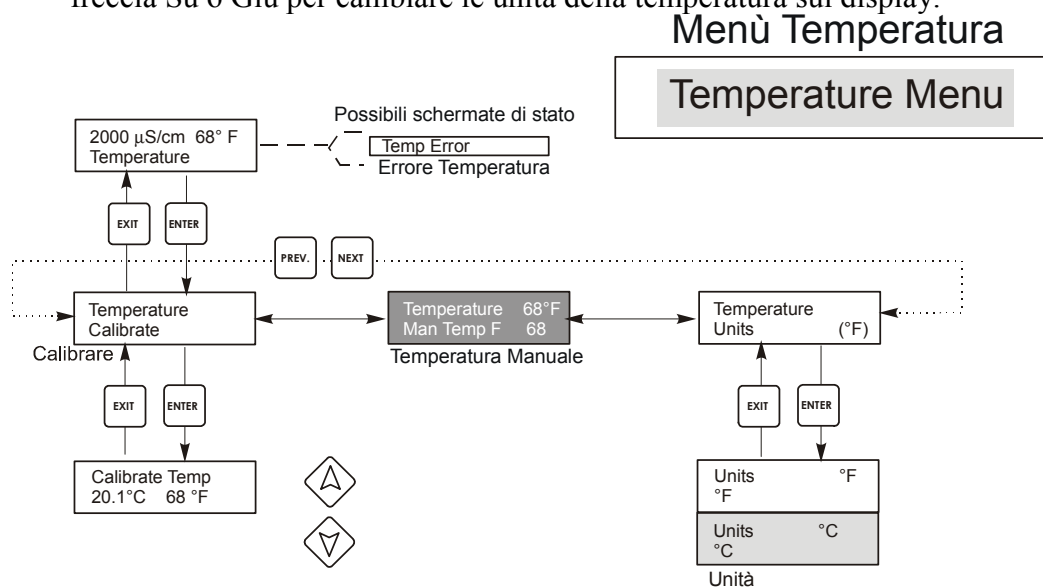 freccia Su o Giù per cambiare le unità della temperatura sul display.
Menù Temperatura
Temperature Menu
Possibili schermate di stato
2000 µS/cm 68° F
Temperature
Temp Error
Errore Temperatura
EXIT
ENTER
PREV.
NEXT
Temperature
Calibrate
Calibrare
Temperature 68°F
Man Temp F 68
Temperatura Manuale
Temperature
Units (°F)
EXIT
ENTER
EXIT
ENTER
Calibrate Temp
20.1°C 68 °F
Units °F
°F
Units °C
°C
Unità